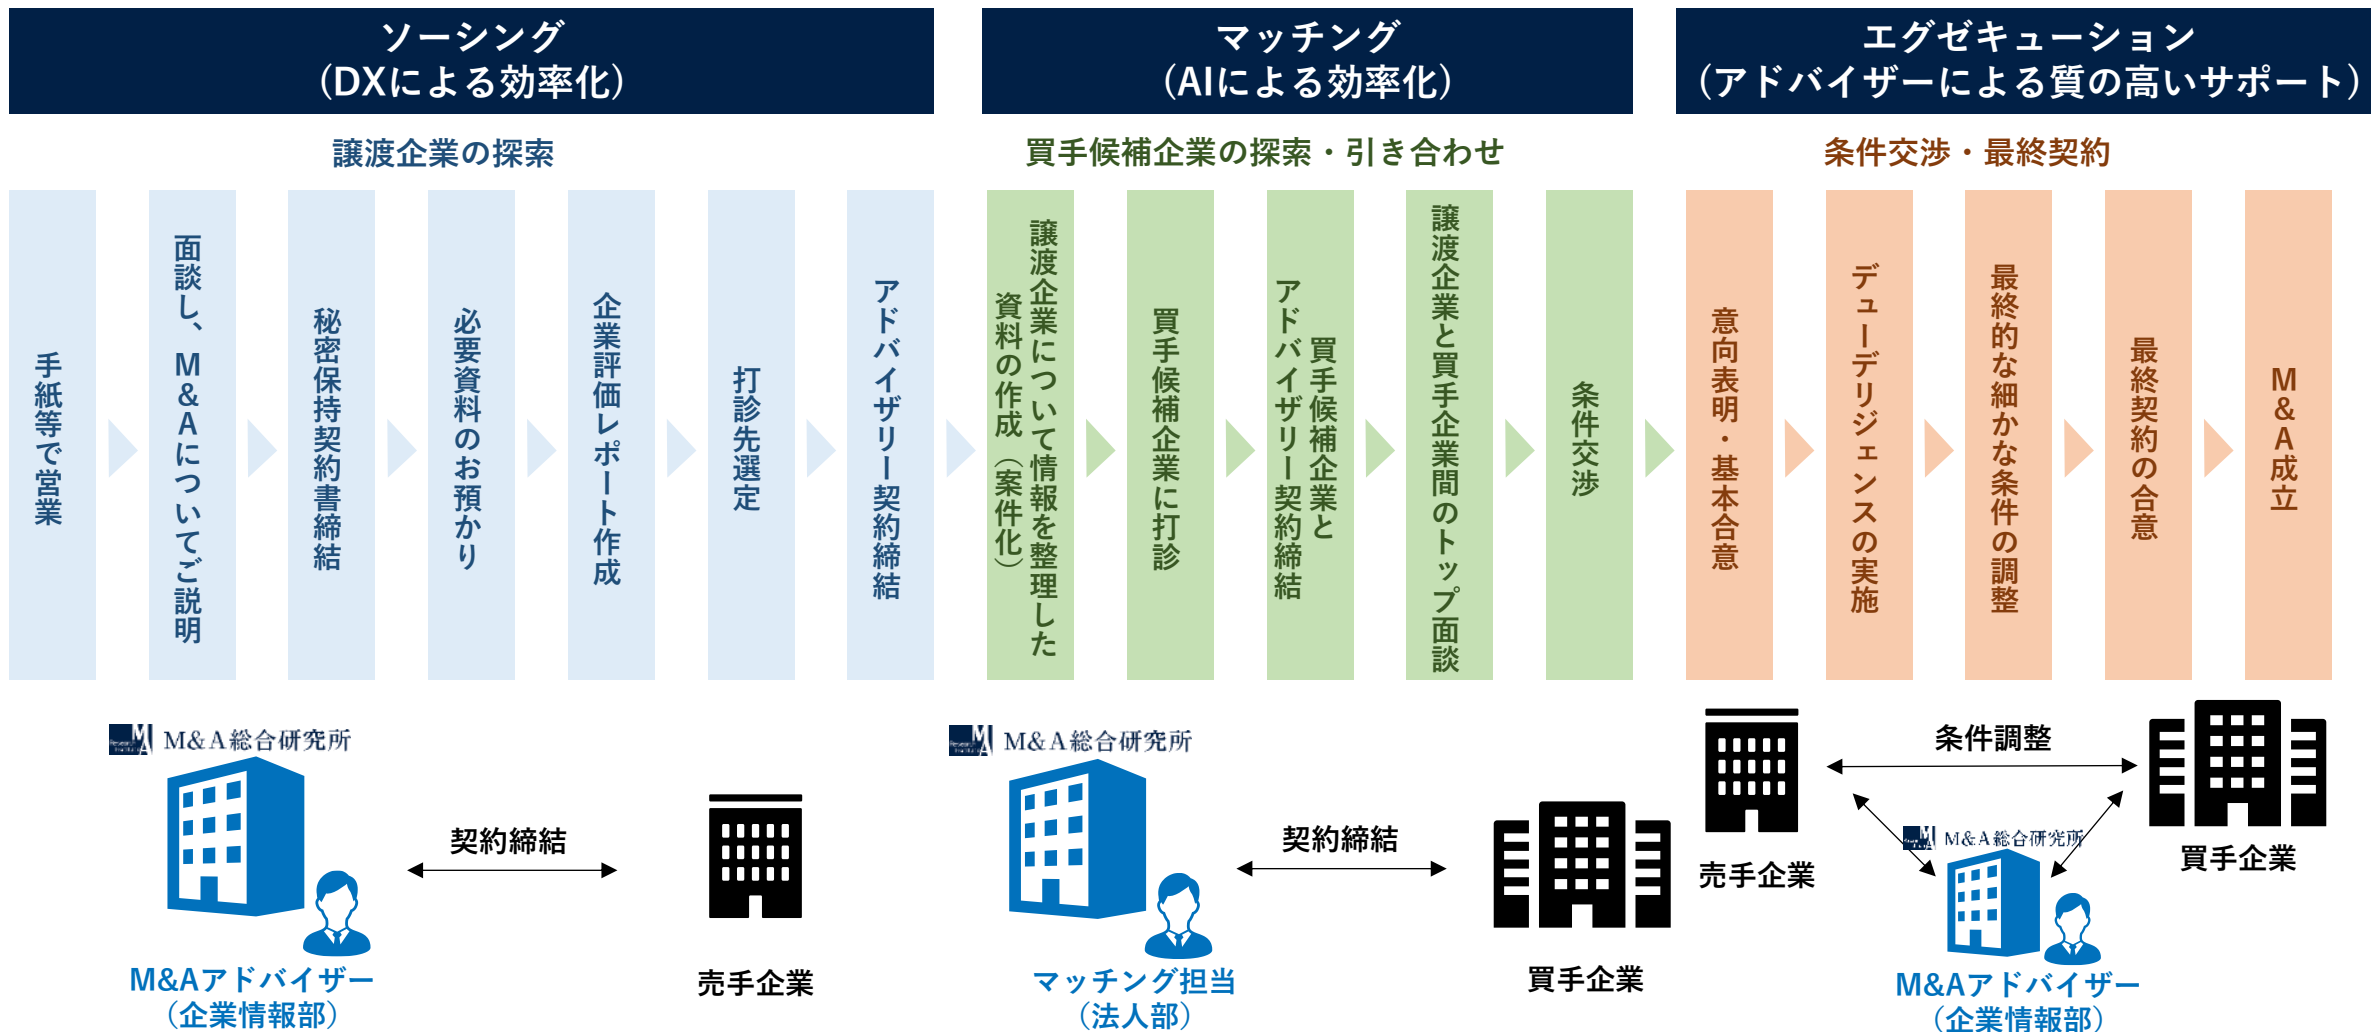 ソーシング
（DXによる効率化）
マッチング
（AIによる効率化）
エグゼキューション
（アドバイザーによる質の高いサポート）
譲渡企業の探索
買手候補企業の探索・引き合わせ
条件交渉・最終契約
手紙等で営業
面談し、M&Aについてご説明
秘密保持契約書締結
必要資料のお預かり
企業評価レポート作成
打診先選定
アドバイザリー契約締結
譲渡企業について情報を整理した
資料の作成（案件化）
買手候補企業に打診
買手候補企業と
アドバイザリー契約締結
譲渡企業と買手企業間のトップ面談
条件交渉
意向表明・基本合意
デューデリジェンスの実施
最終的な細かな条件の調整
最終契約の合意
M&A成立
M&A総合研究所
契約締結
売手企業
M&Aアドバイザー
（企業情報部）
M&A総合研究所
契約締結
買手企業
マッチング担当
（法人部）
条件調整
売手企業
買手企業
M&A総合研究所
M&Aアドバイザー
（企業情報部）